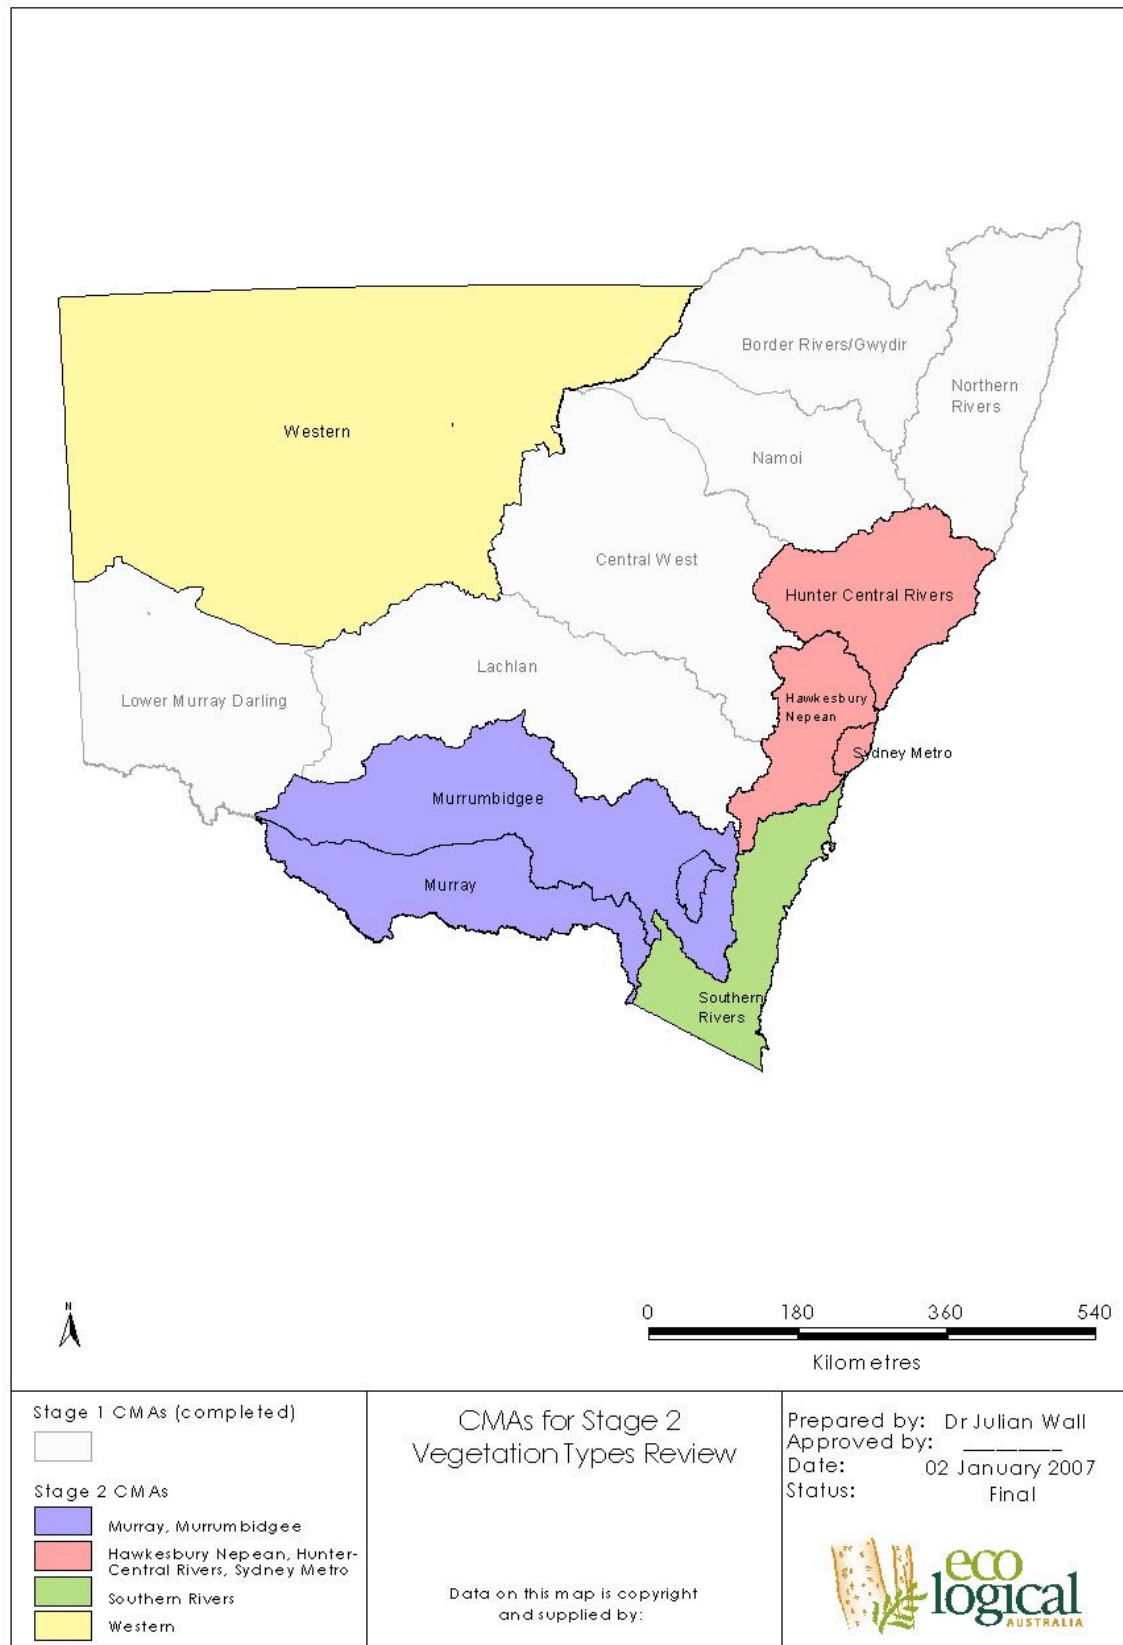 Border Rivers/Gwydir
Northern
Rivers
Western
Namoi
Central West
Hunter Central Rivers
Lachlan
Lower Murray Darling
Hawkesbury
Nepean
Sydney Metro
Murrumbidgee
Murray
Southern
Rivers
N
0 180 360 540
Kilometres
Stage 1 CMAs (completed)
Stage 2 CMAs
Murray, Murrumbidgee
Hawkesbury Nepean, Hunter-
Central Rivers, Sydney Metro
Southern Rivers
Western
CMAs for Stage 2
Vegetation Types Review
Data on this map is copyright
and supplied by:
Prepared by: Dr Julian Wall
Approved by: ________
Date: 02 January 2007
Status: Final
eco
logical
AUSTRALIA